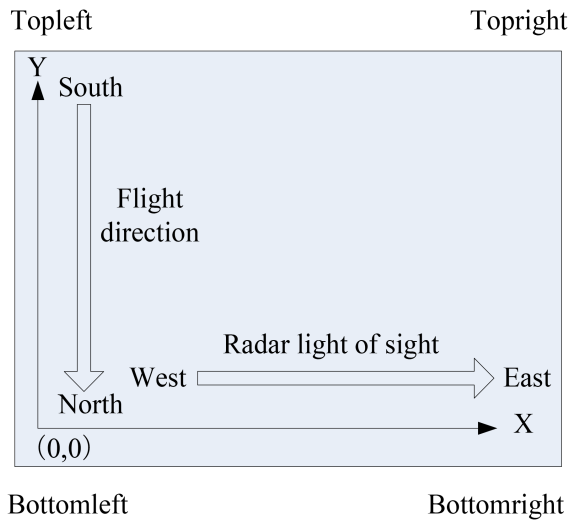 Topleft
Topright
Y
South
Flight
direction
Radar light of sight
West
East
North
X
(0,0)
Bottomleft
Bottomright